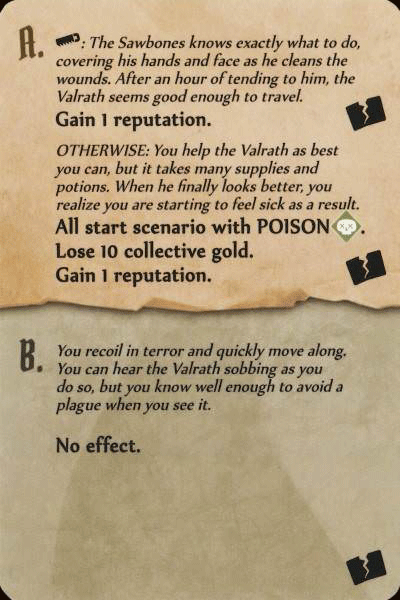 A. : The Sawbones knows exactly what to do,
covering his hands and face as he cleans the
wounds. After an hour of tending to him, the
Valrath seems good enough to travel.
Gain 1 reputation.
OTHERWISE: You help the Valrath as best
you can, but it takes many supplies and
potions. When he finally looks better, you
realize you are starting to feel sick as a result.
All start scenario with POISON.
Lose 10 collective gold.
Gain 1 reputation.
B. You recoil in terror and quickly move along.
You can hear the Valrath sobbing as you
do so, but you know well enough to avoid a
plague when you see it.
No effect.